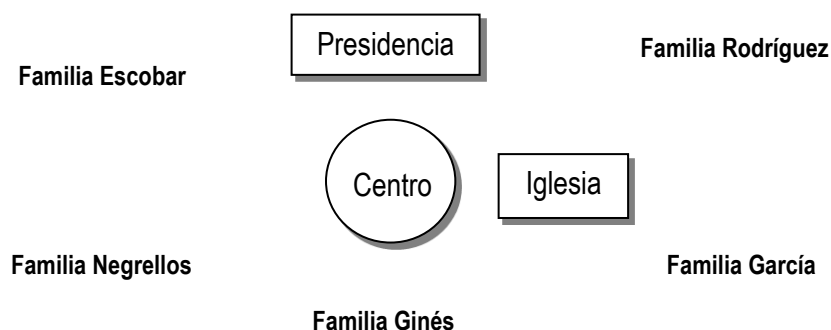 Presidencia
Familia Rodríguez
Familia Escobar
Centro
Iglesia
Familia Negrellos
Familia García
Familia Ginés